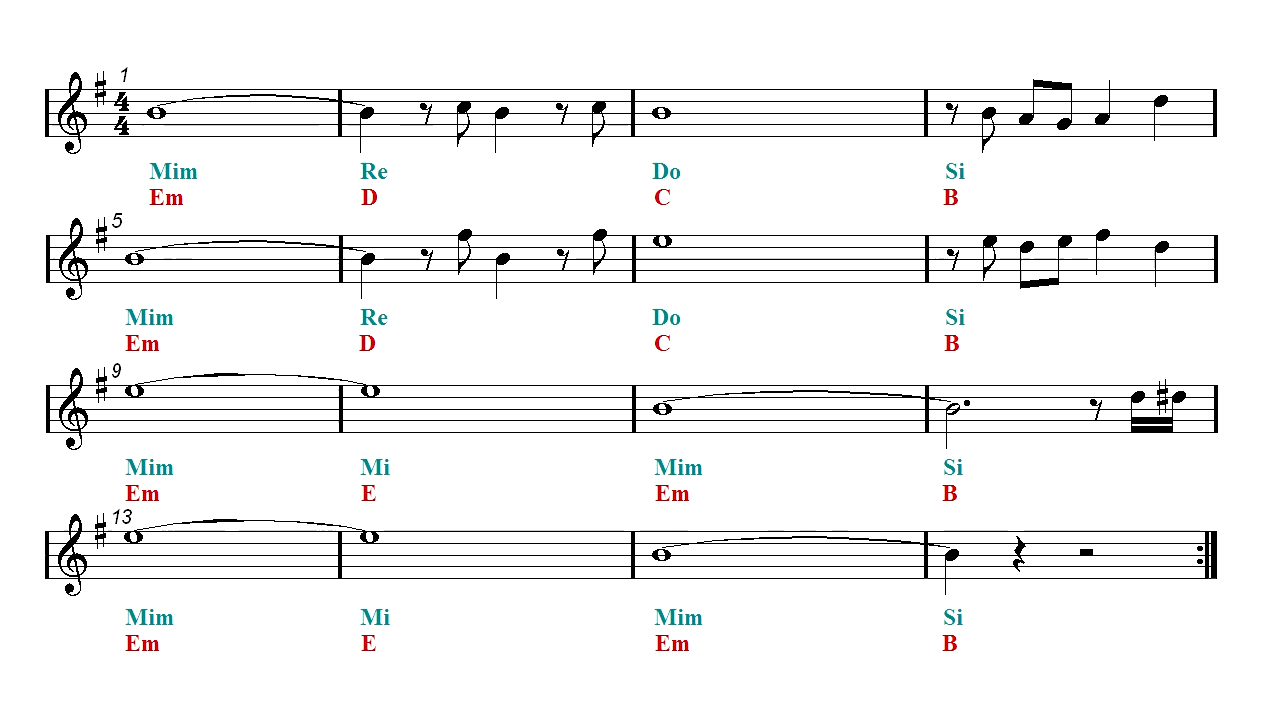 1
4
4
Mim Re Do Si
Em D C B
5
Mim Re Do Si
Em D C B
9
Mim Mi Mim Si
Em E Em B
13
Mim Mi Mim Si
Em E Em B